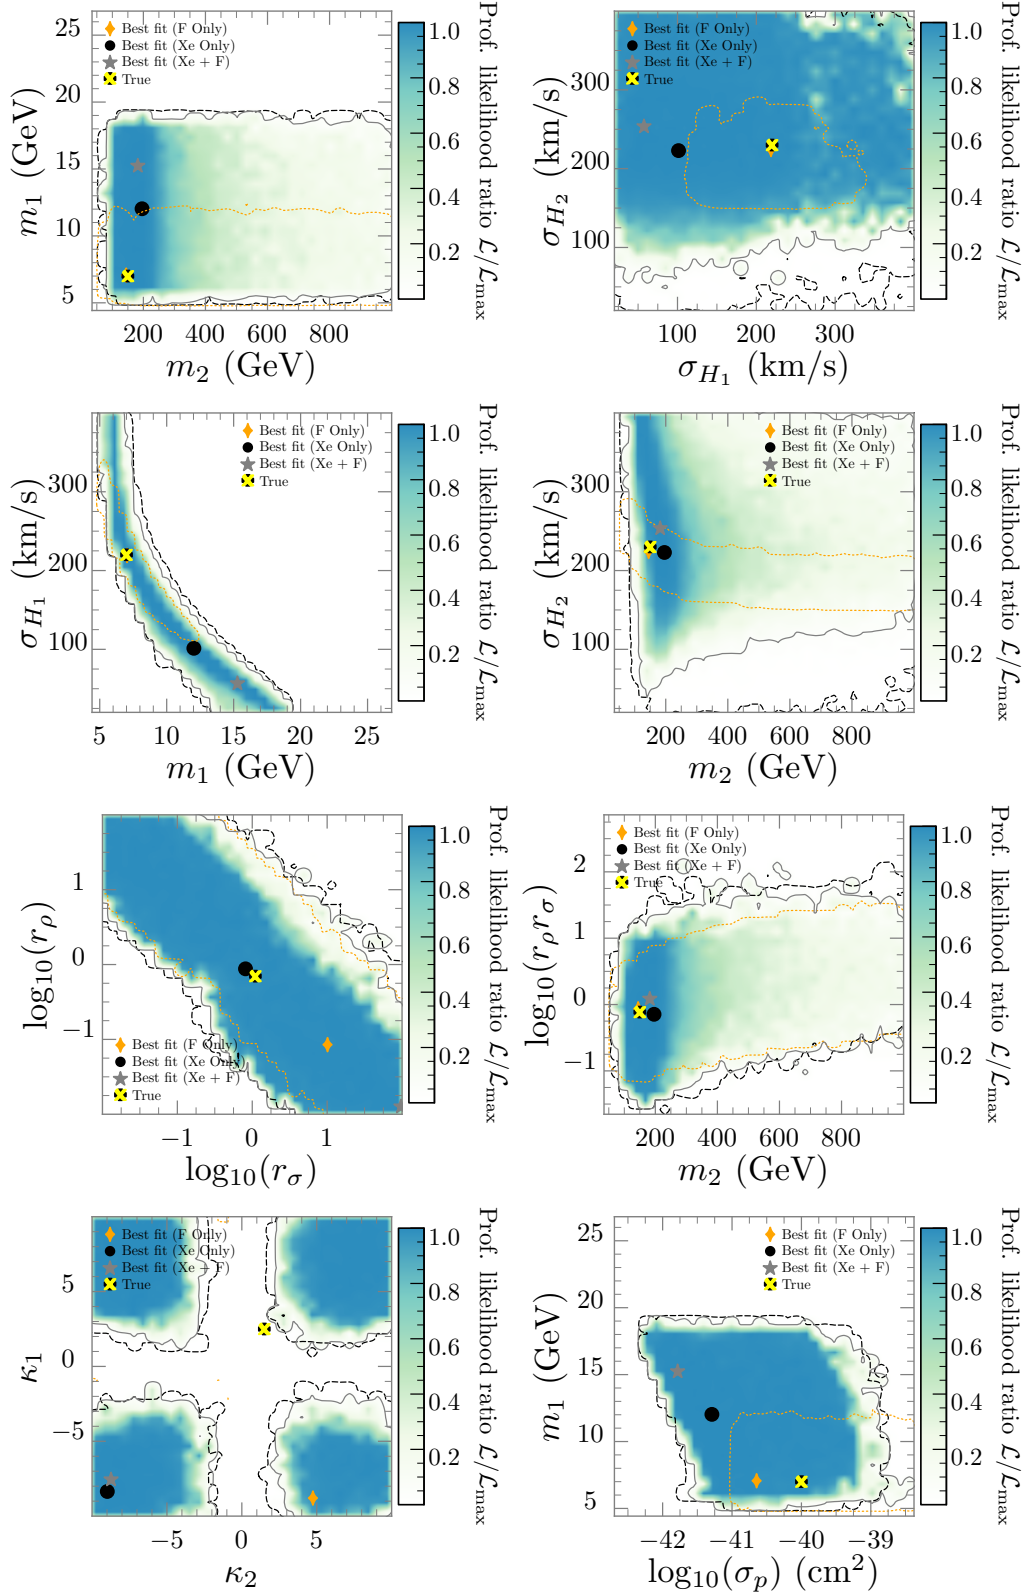 Best fit (F Only)
Best fit (Xe Only)
Best fit (Xe + F)
True
25
20
15
10
5
m₁ (GeV)
200 400 600 800
m₂ (GeV)
1.0
0.8
0.6
0.4
0.2
Prof. likelihood ratio ℒ/ℒmax
Best fit (F Only)
Best fit (Xe Only)
Best fit (Xe + F)
True
300
200
100
σH₂ (km/s)
100 200 300
σH₁ (km/s)
1.0
0.8
0.6
0.4
0.2
Prof. likelihood ratio ℒ/ℒmax
Best fit (F Only)
Best fit (Xe Only)
Best fit (Xe + F)
True
300
200
100
σH₁ (km/s)
5 10 15 20 25
m₁ (GeV)
1.0
0.8
0.6
0.4
0.2
Prof. likelihood ratio ℒ/ℒmax
Best fit (F Only)
Best fit (Xe Only)
Best fit (Xe + F)
True
300
200
100
σH₂ (km/s)
200 400 600 800
m₂ (GeV)
1.0
0.8
0.6
0.4
0.2
Prof. likelihood ratio ℒ/ℒmax
1
0
−1
log₁₀(rρ)
Best fit (F Only)
Best fit (Xe Only)
Best fit (Xe + F)
True
−1 0 1
log₁₀(rσ)
1.0
0.8
0.6
0.4
0.2
Prof. likelihood ratio ℒ/ℒmax
Best fit (F Only)
Best fit (Xe Only)
Best fit (Xe + F)
True
2
1
0
−1
log₁₀(rρrσ)
200 400 600 800
m₂ (GeV)
1.0
0.8
0.6
0.4
0.2
Prof. likelihood ratio ℒ/ℒmax
Best fit (F Only)
Best fit (Xe Only)
Best fit (Xe + F)
True
5
0
−5
κ₁
−5 0 5
κ₂
1.0
0.8
0.6
0.4
0.2
Prof. likelihood ratio ℒ/ℒmax
Best fit (F Only)
Best fit (Xe Only)
Best fit (Xe + F)
True
25
20
15
10
5
m₁ (GeV)
−42 −41 −40 −39
log₁₀(σp) (cm²)
1.0
0.8
0.6
0.4
0.2
Prof. likelihood ratio ℒ/ℒmax